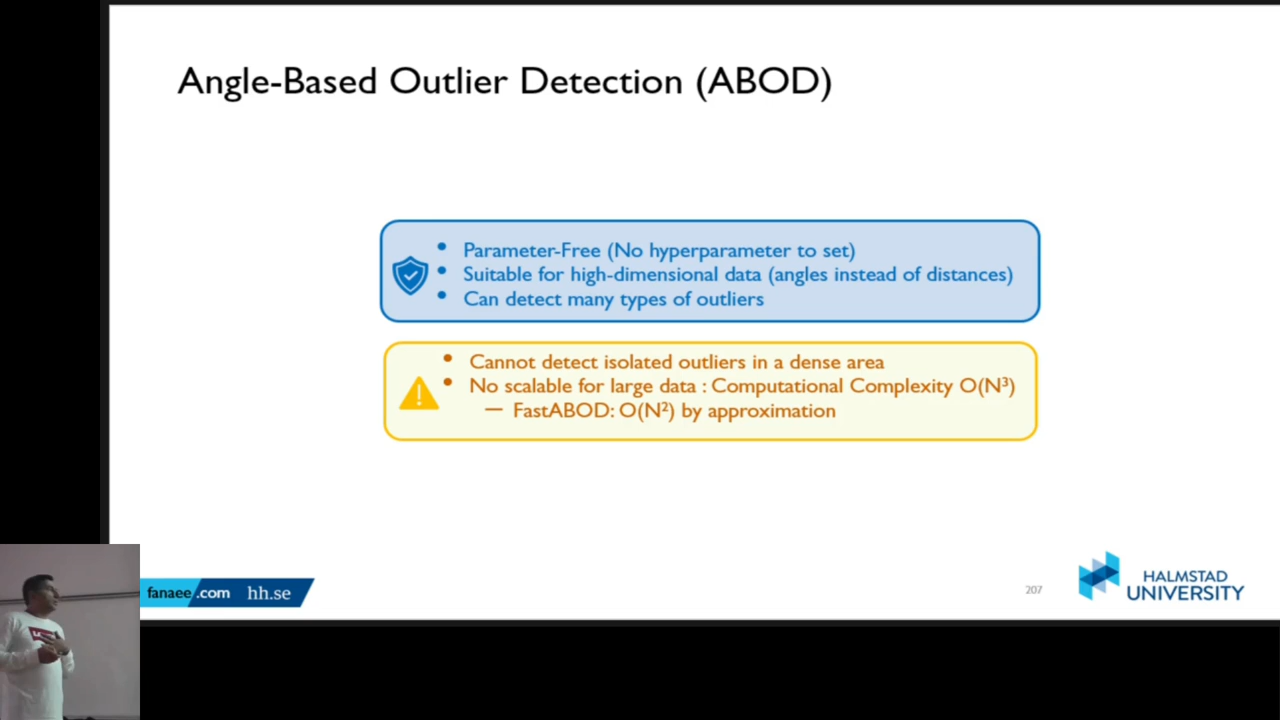 Angle-Based Outlier Detection (ABOD)
• Parameter-Free (No hyperparameter to set)
• Suitable for high-dimensional data (angles instead of distances)
• Can detect many types of outliers
• Cannot detect isolated outliers in a dense area
• No scalable for large data : Computational Complexity O(N³)
— FastABOD: O(N²) by approximation
fanaee.com hh.se
207
HALMSTAD
UNIVERSITY